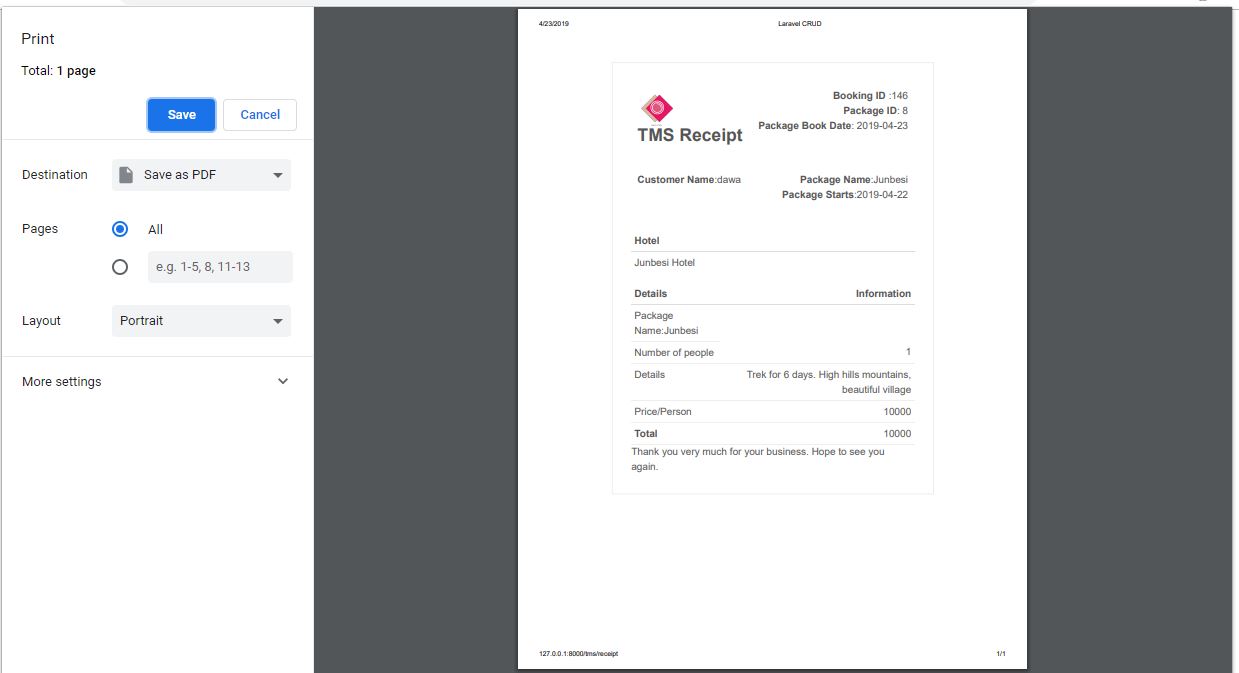 Print
Total: 1 page
Save Cancel
Destination Save as PDF
Pages All
e.g. 1-5, 8, 11-13
Layout Portrait
More settings
4/23/2019 Laravel CRUD
Booking ID :146
Package ID: 8
Package Book Date: 2019-04-23
TMS Receipt
Customer Name:dawa Package Name:Junbesi
Package Starts:2019-04-22
Hotel
Junbesi Hotel
Details Information
Package
Name:Junbesi
Number of people 1
Details Trek for 6 days. High hills mountains,
beautiful village
Price/Person 10000
Total 10000
Thank you very much for your business. Hope to see you
again.
127.0.0.1:8000/tms/receipt 1/1